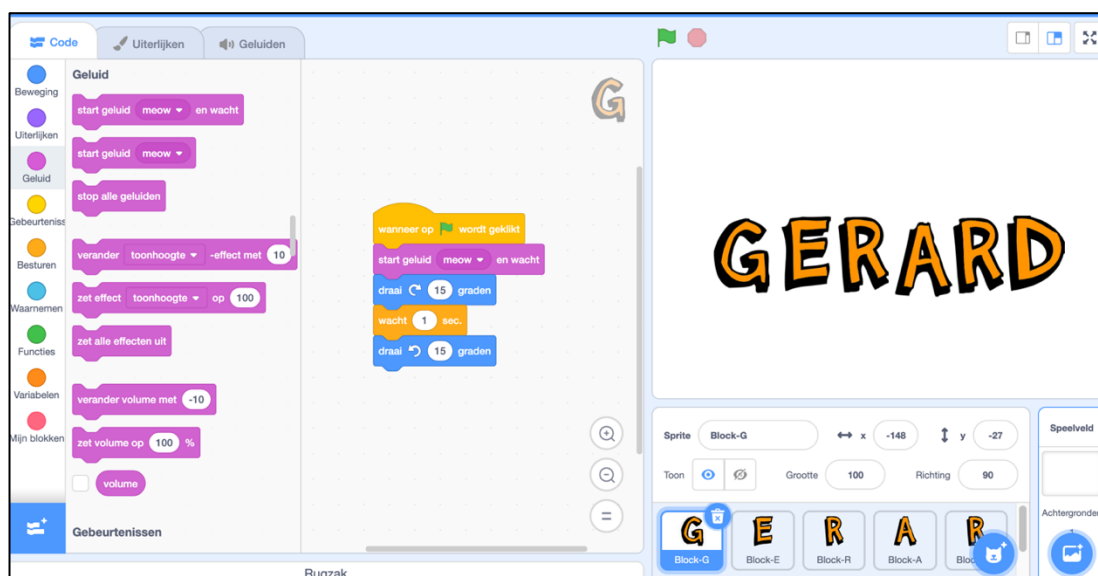 Code
Uiterlijken
Geluiden
Beweging
Uiterlijken
Geluid
Gebeurteniss
Besturen
Waarnemen
Functies
Variabelen
Mijn blokken
Geluid
start geluid meow en wacht
start geluid meow
stop alle geluiden
verander toonhoogte -effect met 10
zet effect toonhoogte op 100
zet alle effecten uit
verander volume met -10
zet volume op 100 %
volume
Gebeurtenissen
G
wanneer op wordt geklikt
start geluid meow en wacht
draai 15 graden
wacht 1 sec.
draai 15 graden
Rugzak
GERARD
Sprite Block-G x -148 y -27
Toon Grootte 100 Richting 90
G
Block-G
E
Block-E
R
Block-R
A
Block-A
R
Speelveld
Achtergronden